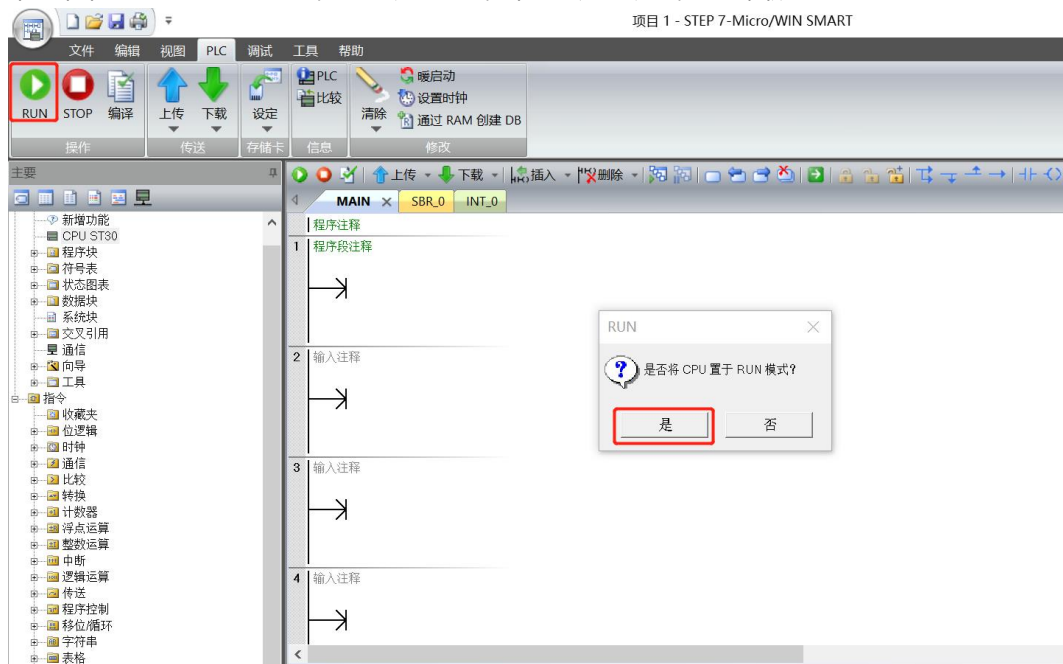 项目 1 - STEP 7-Micro/WIN SMART
文件 编辑 视图 PLC 调试 工具 帮助
RUN STOP 编译 上传 下载 设定 PLC 比较 清除 暖启动 设置时钟 通过 RAM 创建 DB
操作 传送 存储卡 信息 修改
主要
上传 下载 插入 删除
MAIN SBR_0 INT_0
新增功能
CPU ST30
程序块
符号表
状态图表
数据块
系统块
交叉引用
通信
向导
工具
指令
收藏夹
位逻辑
时钟
通信
比较
转换
计数器
浮点运算
整数运算
中断
逻辑运算
传送
程序控制
移位/循环
字符串
表格
程序注释
1 程序段注释
2 输入注释
3 输入注释
4 输入注释
RUN
是否将 CPU 置于 RUN 模式?
是 否